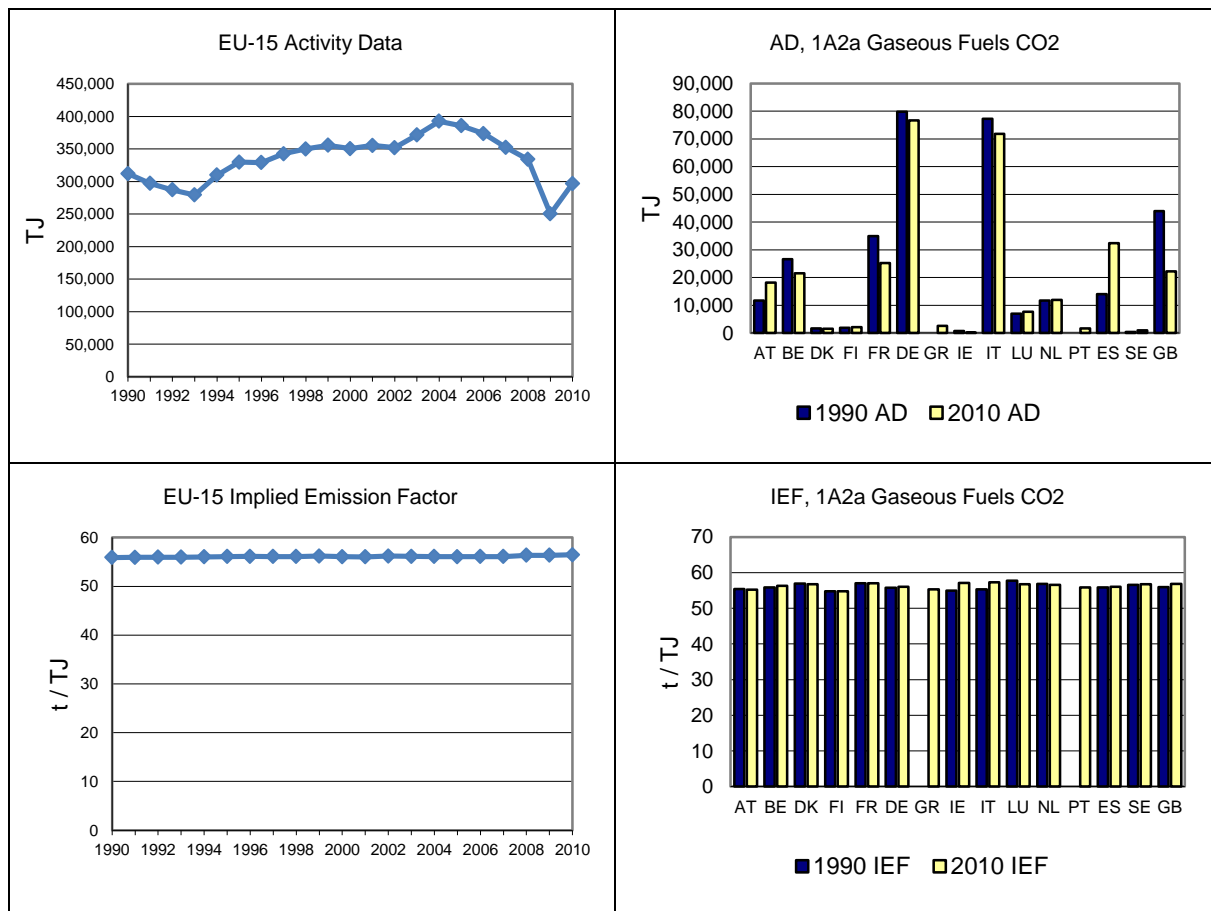 EU-15 Activity Data
450,000
400,000
350,000
300,000
250,000
200,000
150,000
100,000
50,000
0
TJ
1990 1992 1994 1996 1998 2000 2002 2004 2006 2008 2010
AD, 1A2a Gaseous Fuels CO2
90,000
80,000
70,000
60,000
50,000
40,000
30,000
20,000
10,000
0
TJ
AT BE DK FI FR DE GR IE IT LU NL PT ES SE GB
1990 AD 2010 AD
EU-15 Implied Emission Factor
60
50
40
30
20
10
0
t / TJ
1990 1992 1994 1996 1998 2000 2002 2004 2006 2008 2010
IEF, 1A2a Gaseous Fuels CO2
70
60
50
40
30
20
10
0
t / TJ
AT BE DK FI FR DE GR IE IT LU NL PT ES SE GB
1990 IEF 2010 IEF